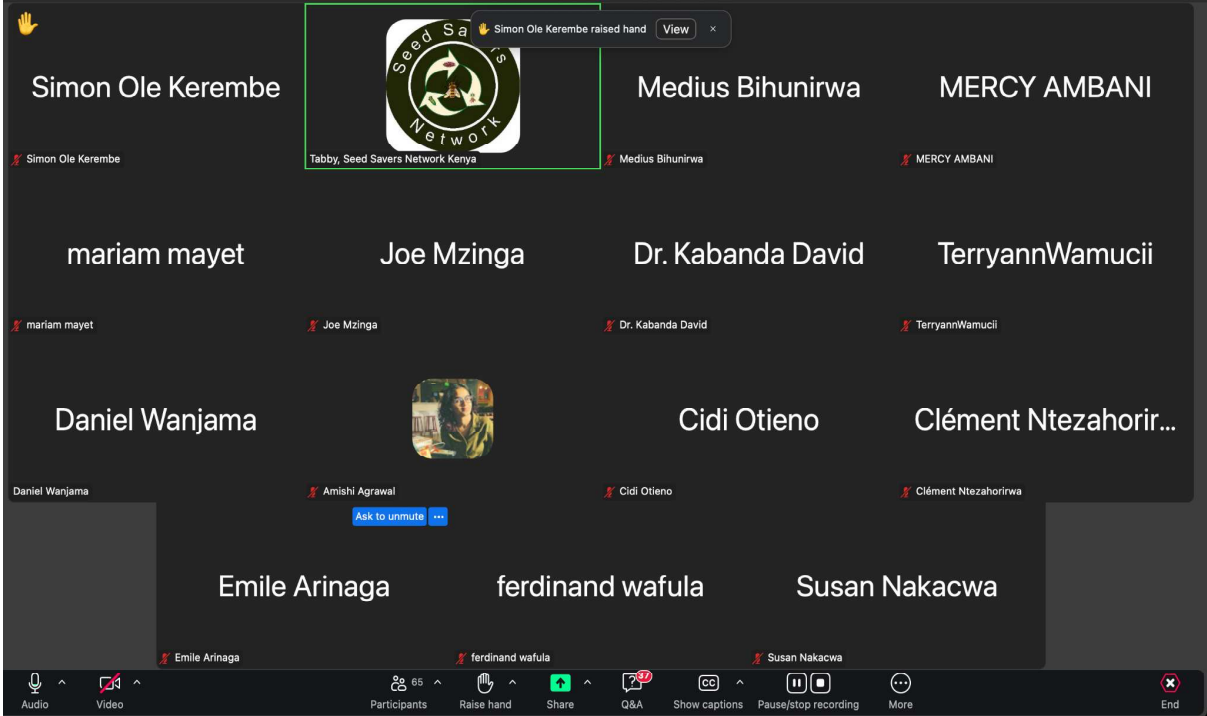 Simon Ole Kerembe raised hand View ×
Simon Ole Kerembe
Seed Savers Network
Medius Bihunirwa
MERCY AMBANI
Simon Ole Kerembe
Tabby, Seed Savers Network Kenya
Medius Bihunirwa
MERCY AMBANI
mariam mayet
Joe Mzinga
Dr. Kabanda David
TerryannWamucii
mariam mayet
Joe Mzinga
Dr. Kabanda David
TerryannWamucii
Daniel Wanjama
Cidi Otieno
Clément Ntezahorir...
Daniel Wanjama
Amishi Agrawal
Cidi Otieno
Clément Ntezahorirwa
Ask to unmute ...
Emile Arinaga
ferdinand wafula
Susan Nakacwa
Emile Arinaga
ferdinand wafula
Susan Nakacwa
65
37
CC
Audio
Video
Participants
Raise hand
Share
Q&A
Show captions
Pause/stop recording
More
End